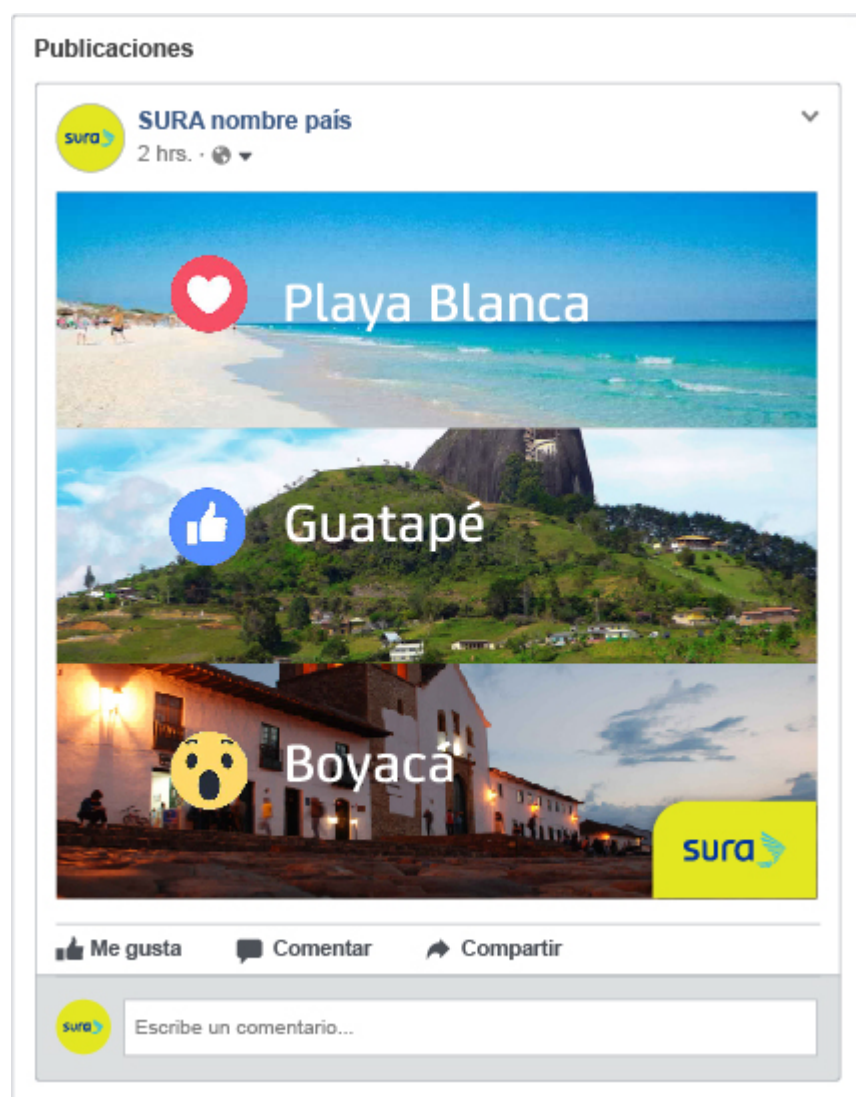 Publicaciones
sura
SURA nombre país
2 hrs. ·
Playa Blanca
Guatapé
Boyacá
sura
Me gusta
Comentar
Compartir
sura
Escribe un comentario...